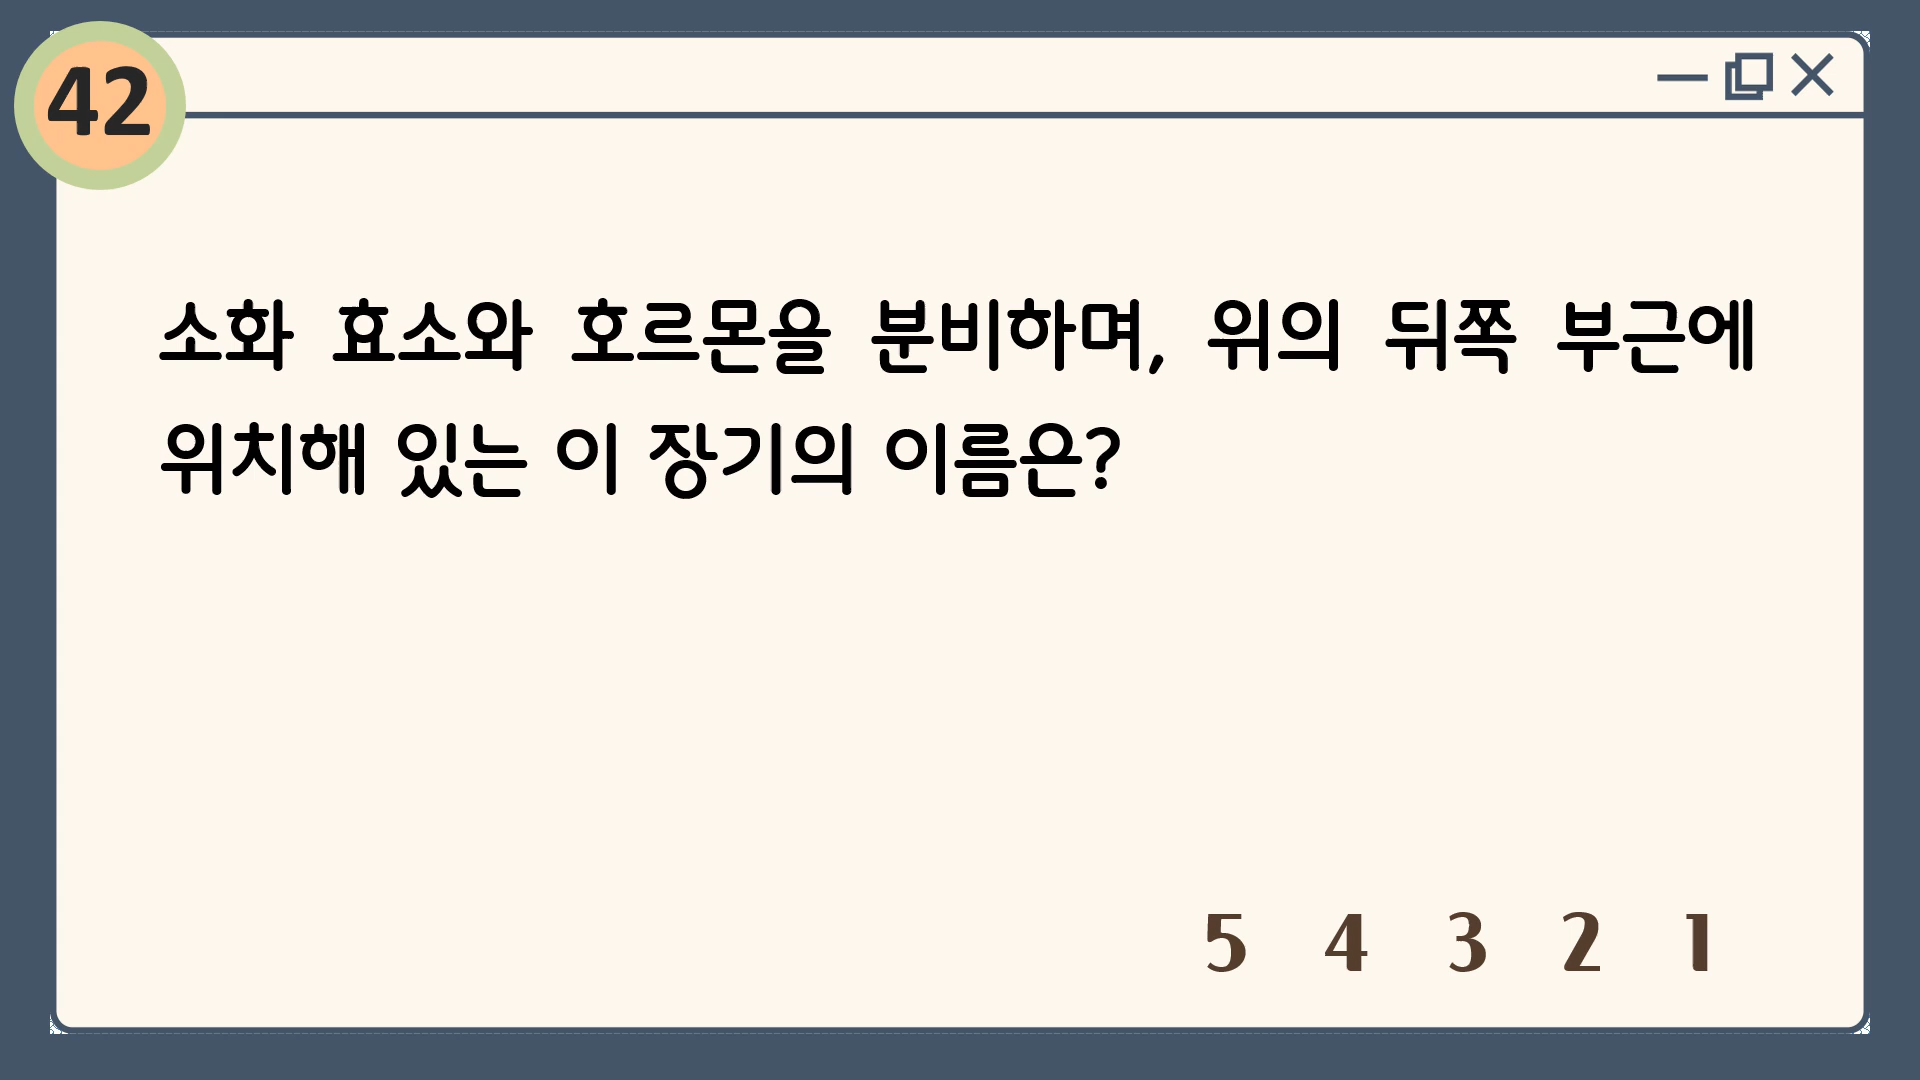 42
소화 효소와 호르몬을 분비하며, 위의 뒤쪽 부근에
위치해 있는 이 장기의 이름은?
5 4 3 2 1